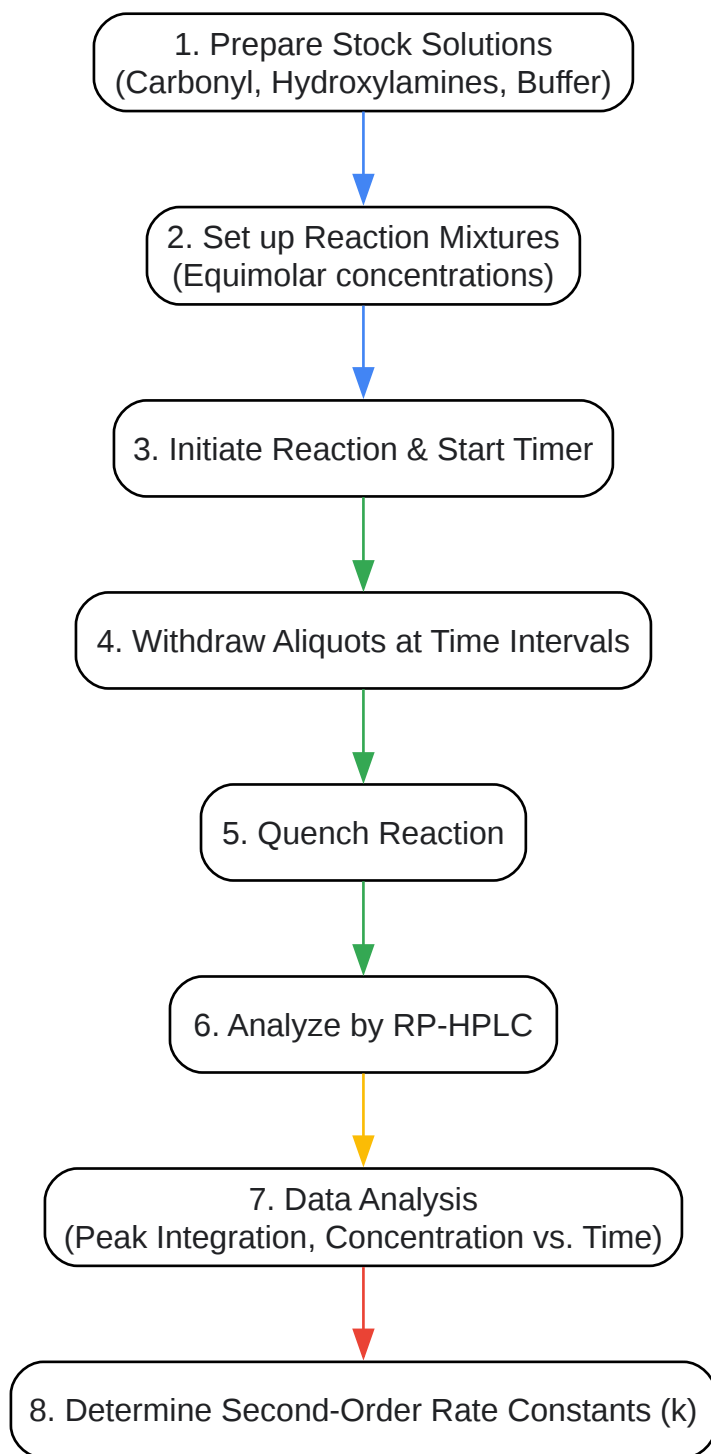 1. Prepare Stock Solutions
(Carbonyl, Hydroxylamines, Buffer)
2. Set up Reaction Mixtures
(Equimolar concentrations)
3. Initiate Reaction & Start Timer
4. Withdraw Aliquots at Time Intervals
5. Quench Reaction
6. Analyze by RP-HPLC
7. Data Analysis
(Peak Integration, Concentration vs. Time)
8. Determine Second-Order Rate Constants (k)